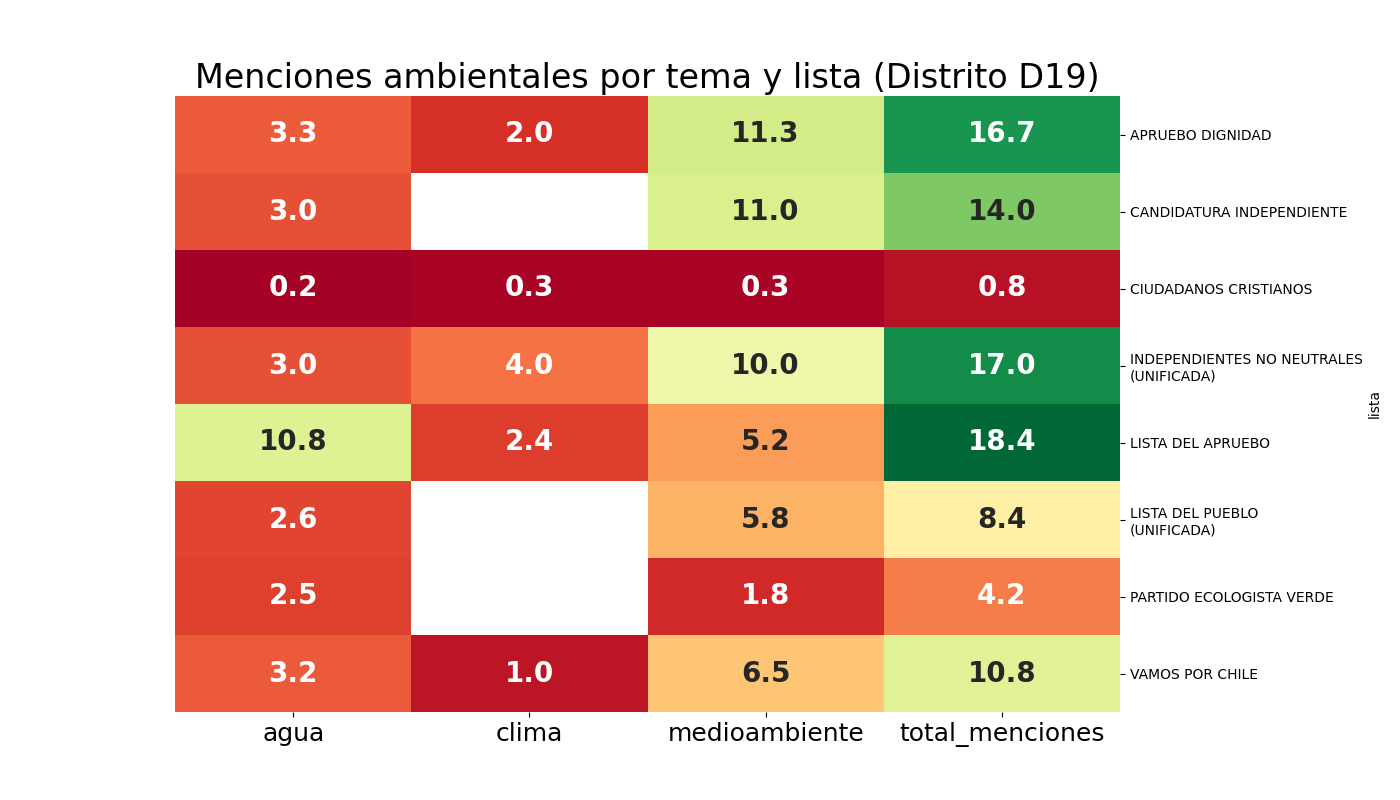 Menciones ambientales por tema y lista (Distrito D19)
3.3 2.0 11.3 16.7 APRUEBO DIGNIDAD
3.0 11.0 14.0 CANDIDATURA INDEPENDIENTE
0.2 0.3 0.3 0.8 CIUDADANOS CRISTIANOS
3.0 4.0 10.0 17.0 INDEPENDIENTES NO NEUTRALES
(UNIFICADA)
10.8 2.4 5.2 18.4 LISTA DEL APRUEBO
2.6 5.8 8.4 LISTA DEL PUEBLO
(UNIFICADA)
2.5 1.8 4.2 PARTIDO ECOLOGISTA VERDE
3.2 1.0 6.5 10.8 VAMOS POR CHILE
agua clima medioambiente total_menciones
lista